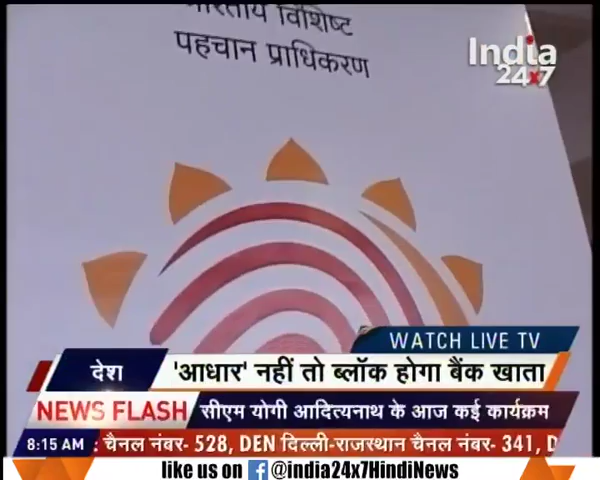 भारतीय विशिष्ट
पहचान प्राधिकरण
India
24x7
WATCH LIVE TV
देश
'आधार' नहीं तो ब्लॉक होगा बैंक खाता
NEWS FLASH
सीएम योगी आदित्यनाथ के आज कई कार्यक्रम
8:15 AM
: चैनल नंबर- 528, DEN दिल्ली-राजस्थान चैनल नंबर- 341, D
like us on f @india24x7HindiNews